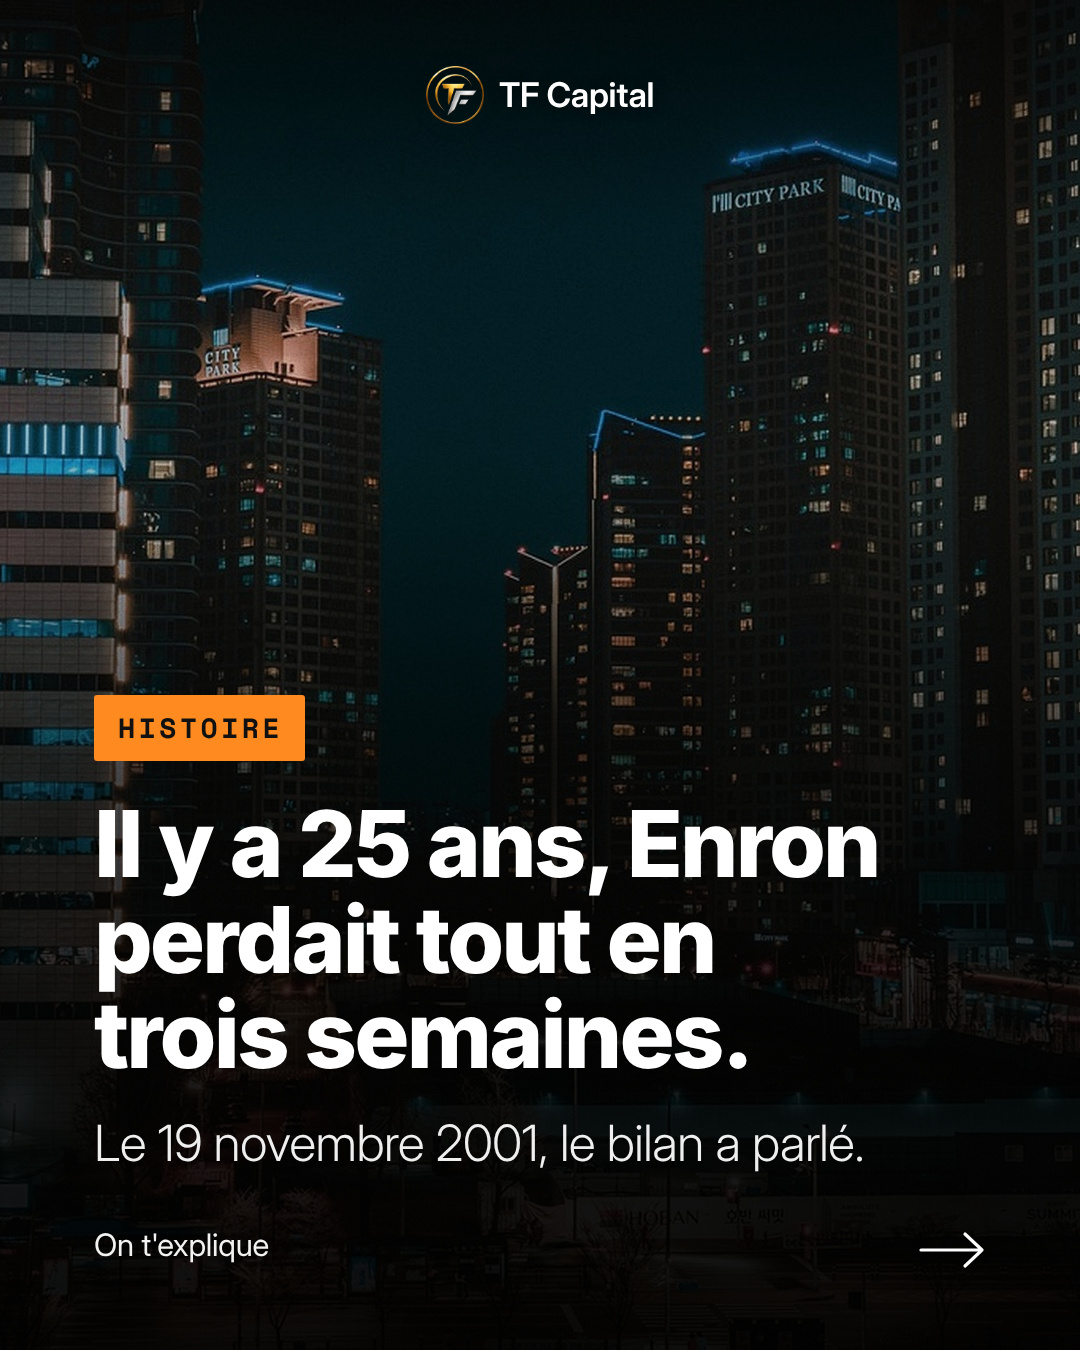 TF Capital
CITY PARK
CITY PA
CITY
PARK
HISTOIRE
Il y a 25 ans, Enron
perdait tout en
trois semaines.
Le 19 novembre 2001, le bilan a parlé.
HOBAN
On t'explique